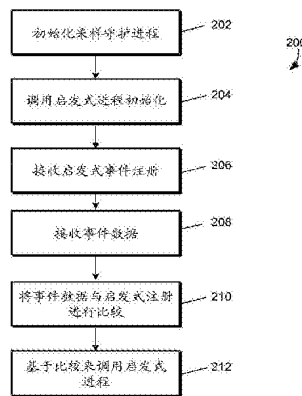 初始化采样守护进程
202
200
调用启发式进程初始化
204
接收启发式事件注册
206
接收事件数据
208
将事件数据与启发式注册
进行比较
210
基于比较来调用启发式
进程
212